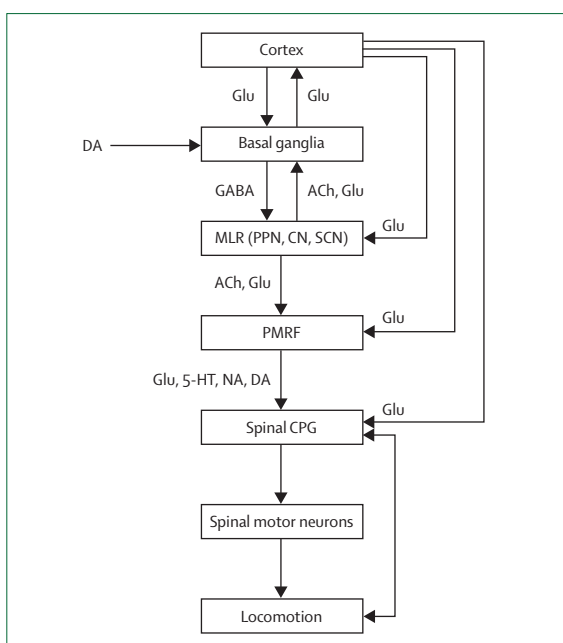 Cortex
Glu
Glu
DA
Basal ganglia
GABA
ACh, Glu
Glu
MLR (PPN, CN, SCN)
ACh, Glu
Glu
PMRF
Glu, 5-HT, NA, DA
Glu
Spinal CPG
Spinal motor neurons
Locomotion